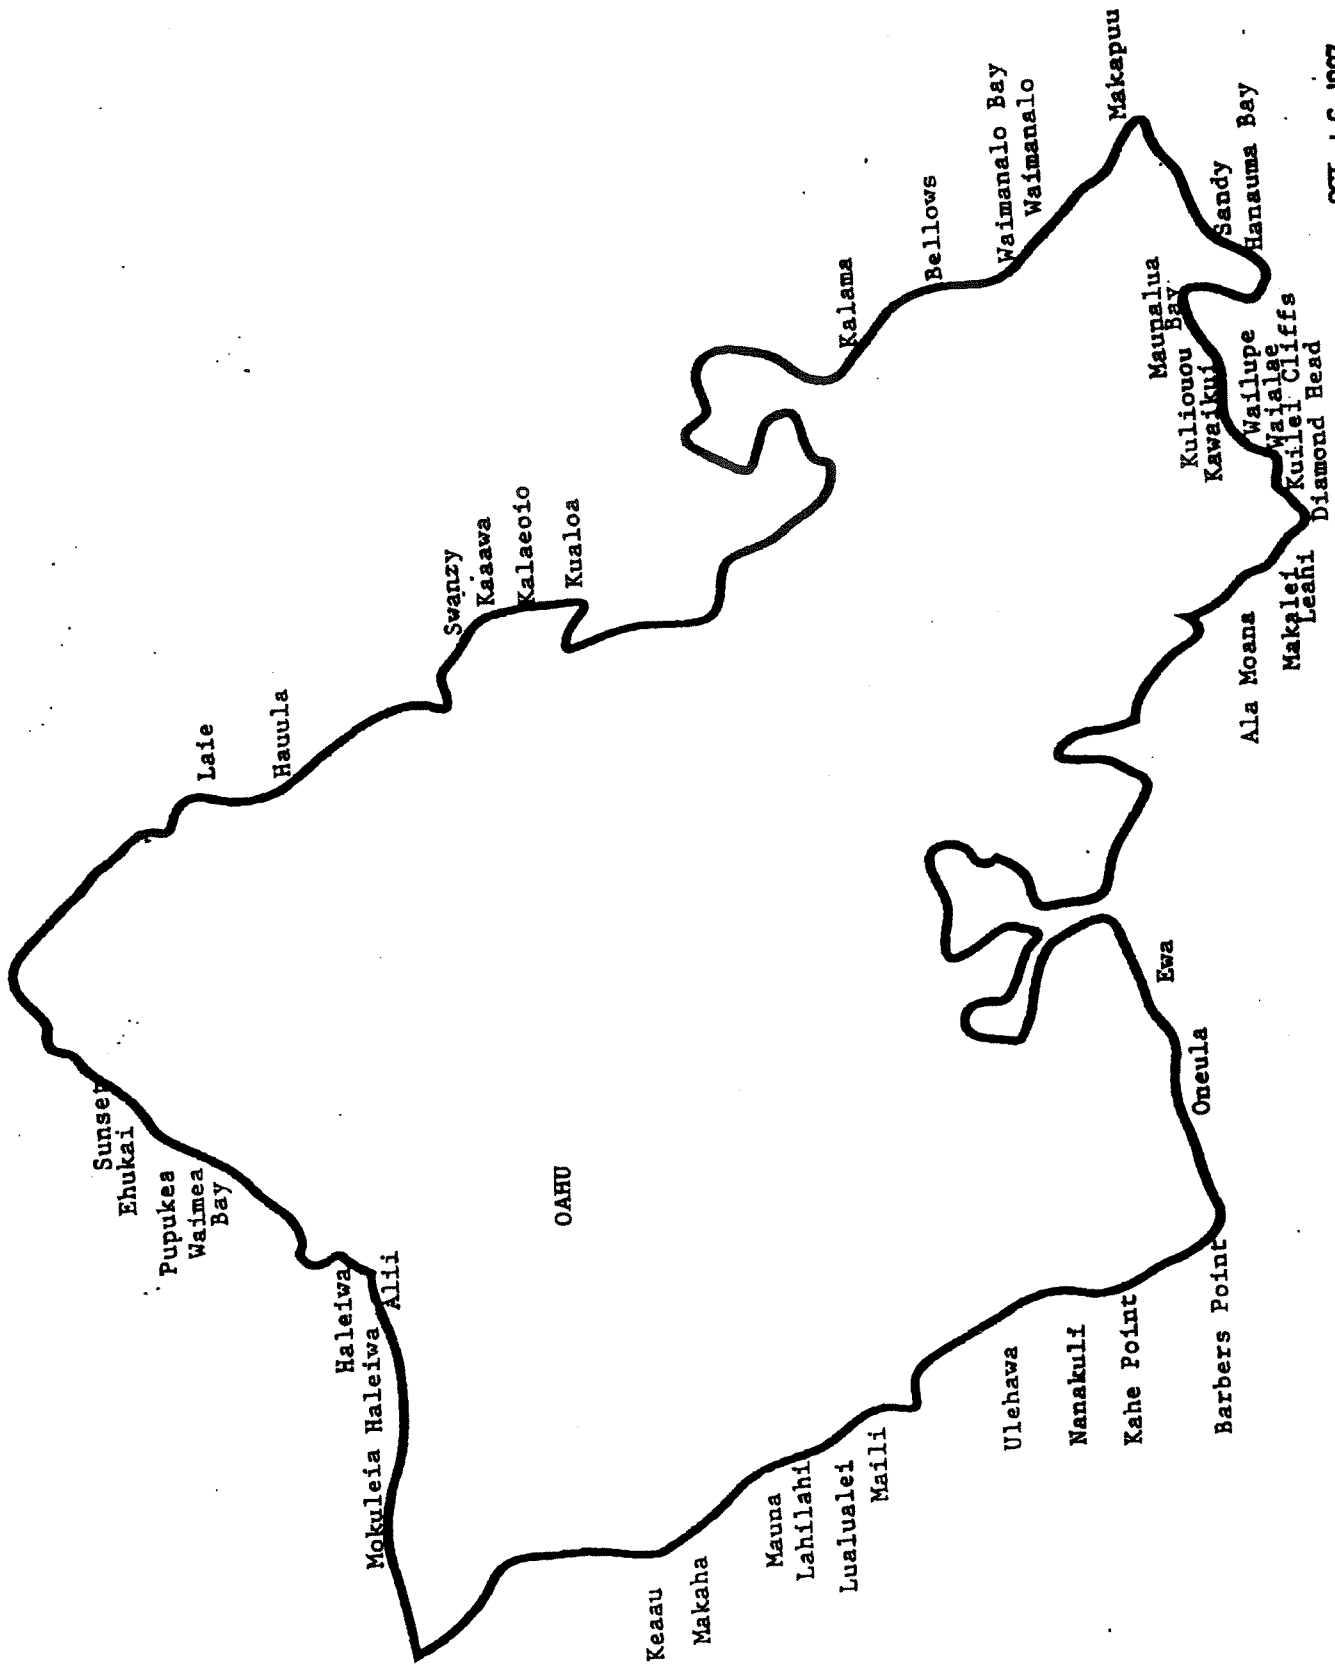 Sunset
Ehukai
Pupukea
Waimea
Bay
Haleiwa
Alii
Mokuleia Haleiwa
Laie
Hauula
Swanzy
Kaaawa
Kalaeoio
Kualoa
OAHU
Kalama
Bellows
Waimanalo Bay
Waimanalo
Makapuu
Sandy
Hanauma Bay
Maunalua
Bay
Kuliouou
Kawaikui
Wailupe
Waialae
Kuilei Cliffs
Diamond Head
Makalei
Leahi
Ala Moana
Ewa
Oneula
Barbers Point
Kahe Point
Nanakuli
Ulehawa
Maili
Lualualei
Mauna
Lahilahi
Makaha
Keaau